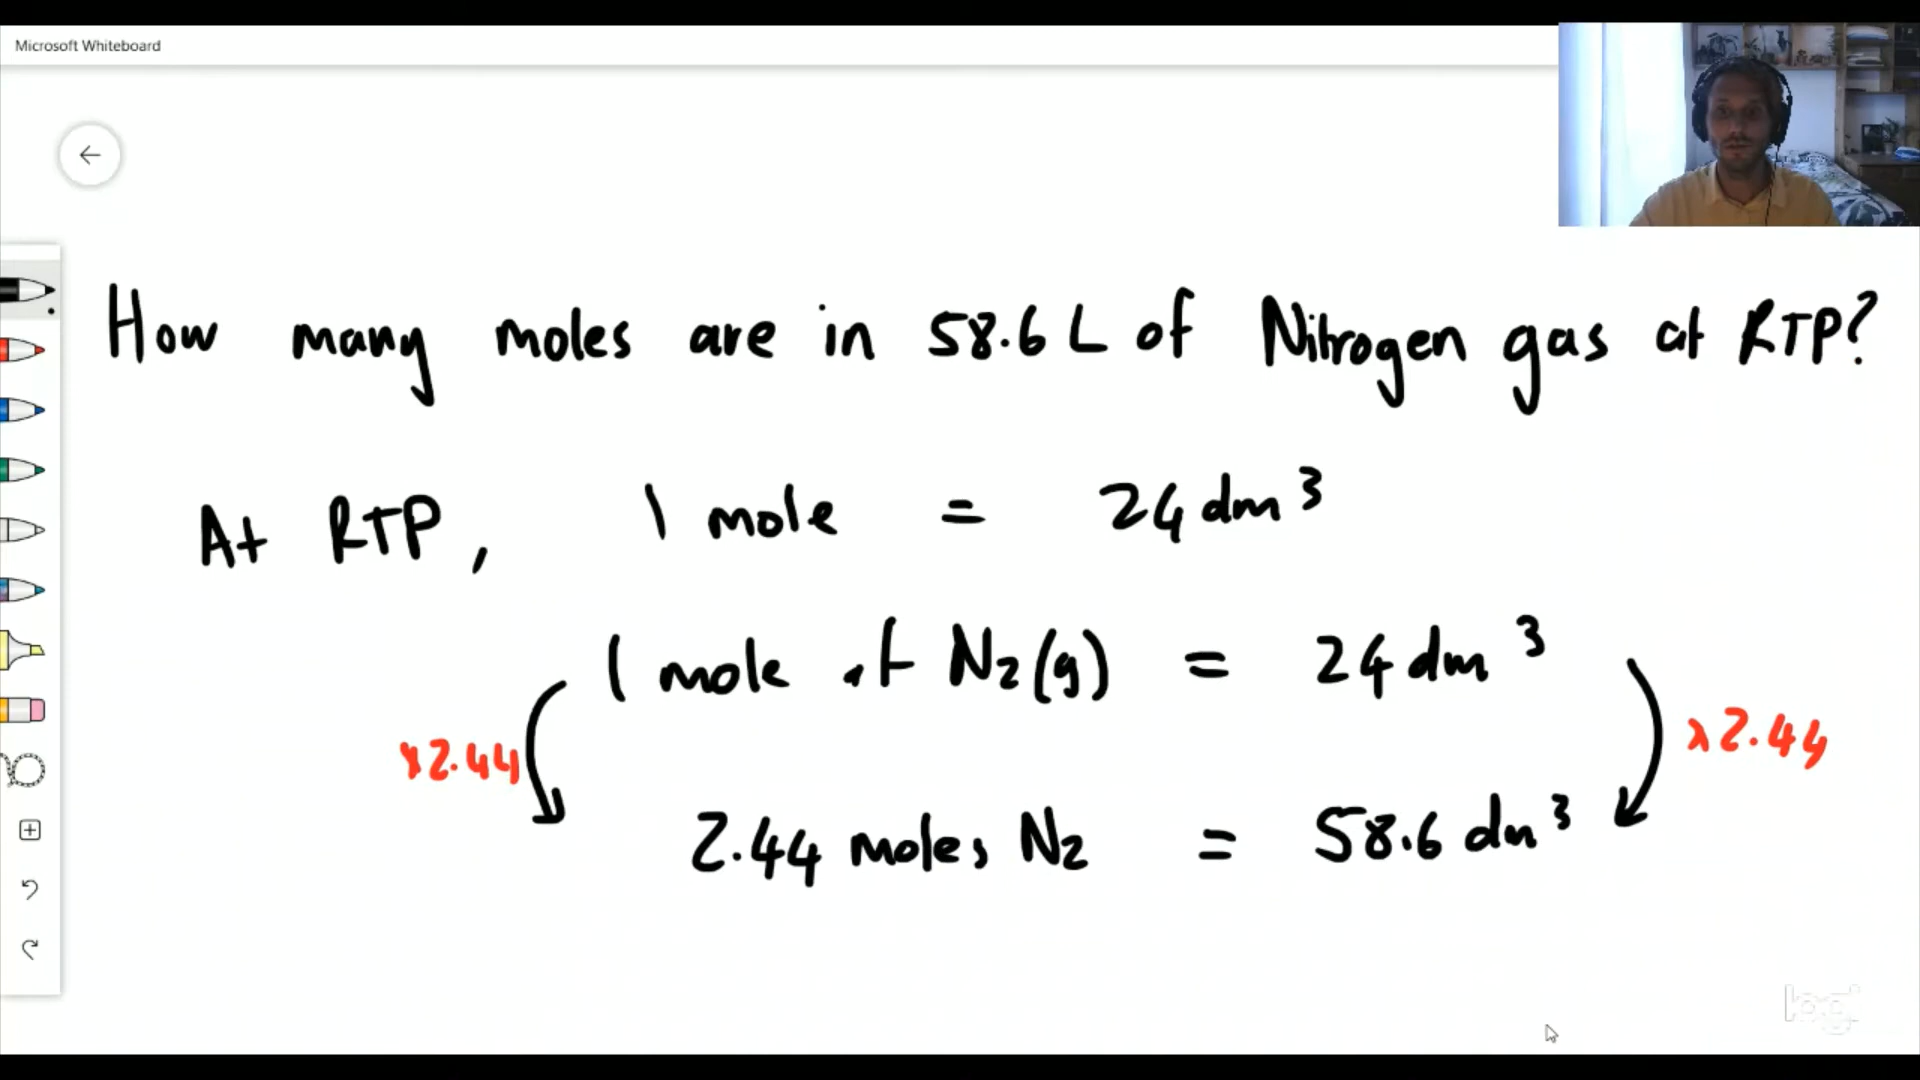 Microsoft Whiteboard
How many moles are in 58.6 L of Nitrogen gas at RTP?
At RTP, 1 mole = 24 dm³
1 mole of N₂(g) = 24 dm³
x2.44 x2.44
2.44 moles N₂ = 58.6 dm³
logi